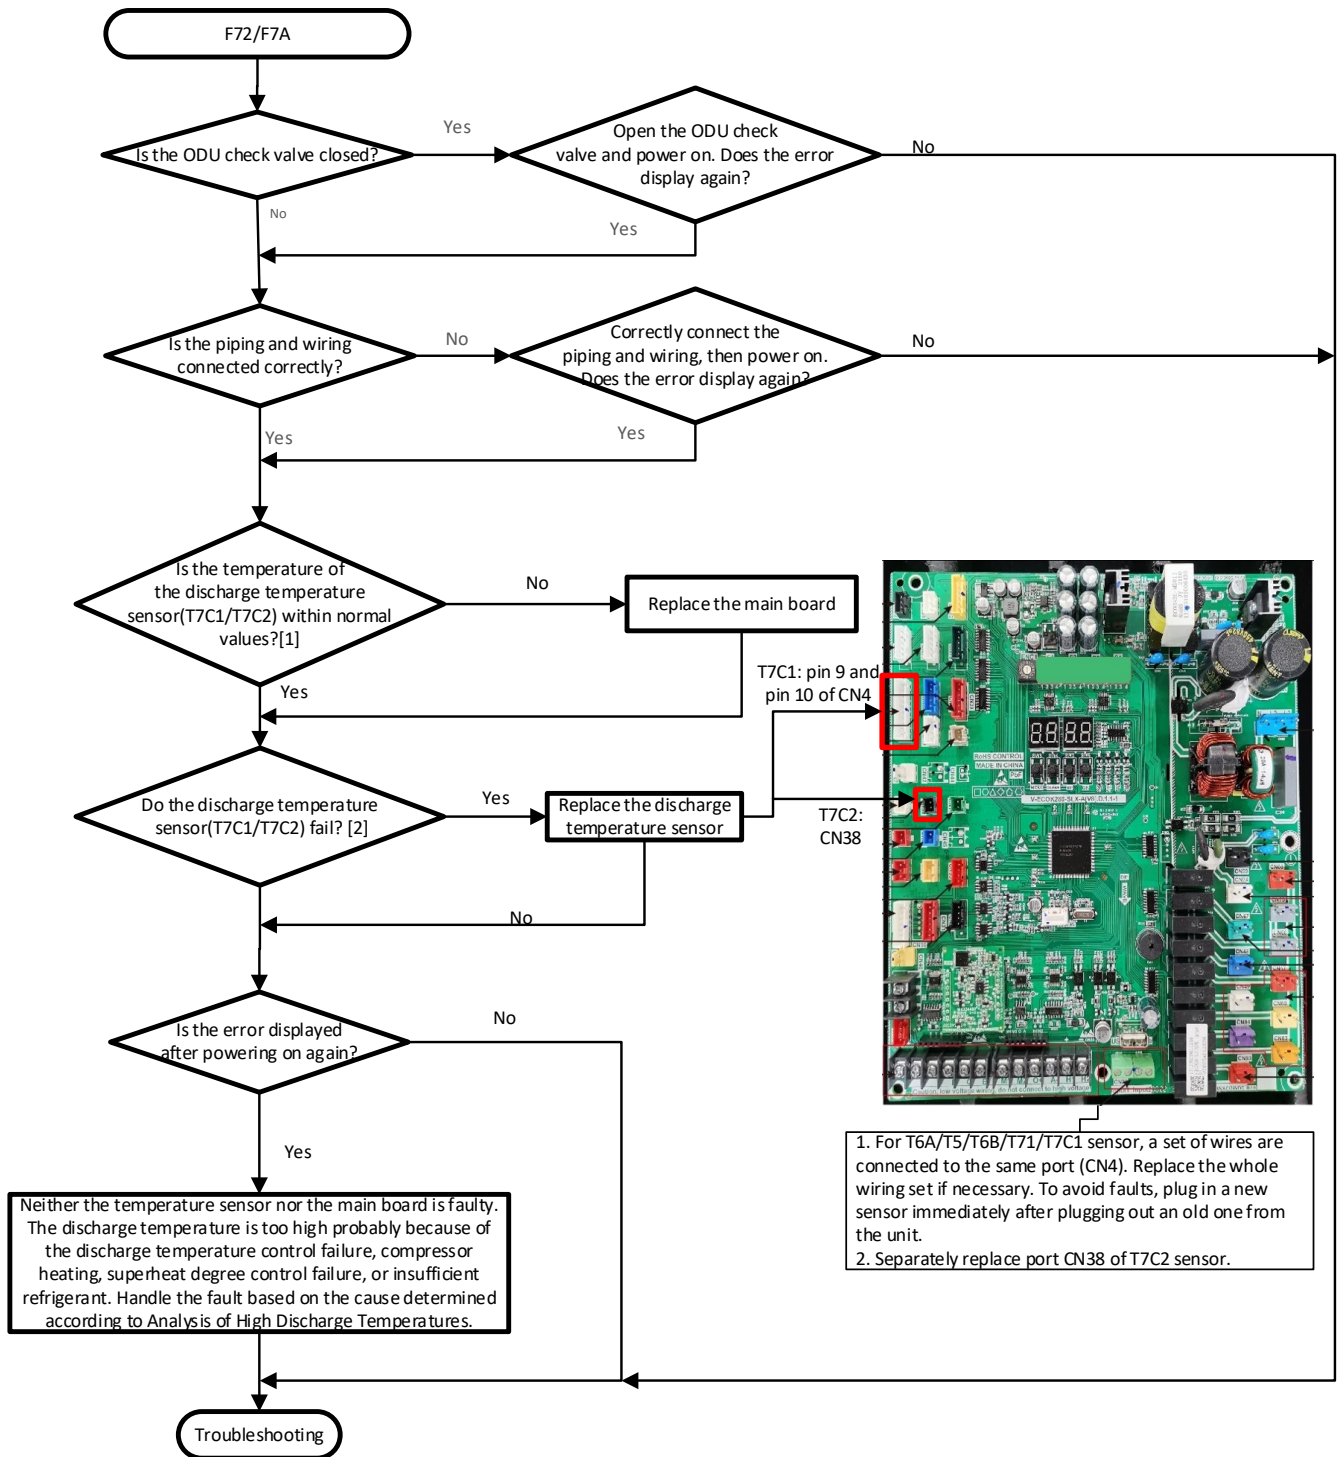 F72/F7A
Is the ODU check valve closed?
Yes
Open the ODU check
valve and power on. Does the error
display again?
No
No
Yes
Is the piping and wiring
connected correctly?
No
Correctly connect the
piping and wiring, then power on.
Does the error display again?
No
Yes
Yes
Is the temperature of
the discharge temperature
sensor(T7C1/T7C2) within normal
values?[1]
No
Replace the main board
Yes
T7C1: pin 9 and
pin 10 of CN4
Do the discharge temperature
sensor(T7C1/T7C2) fail? [2]
Yes
Replace the discharge
temperature sensor
T7C2:
CN38
No
RoHS CONTROL
MADE IN CHINA
Is the error displayed
after powering on again?
No
Yes
Neither the temperature sensor nor the main board is faulty.
The discharge temperature is too high probably because of
the discharge temperature control failure, compressor
heating, superheat degree control failure, or insufficient
refrigerant. Handle the fault based on the cause determined
according to Analysis of High Discharge Temperatures.
1. For T6A/T5/T6B/T71/T7C1 sensor, a set of wires are
connected to the same port (CN4). Replace the whole
wiring set if necessary. To avoid faults, plug in a new
sensor immediately after plugging out an old one from
the unit.
2. Separately replace port CN38 of T7C2 sensor.
Troubleshooting